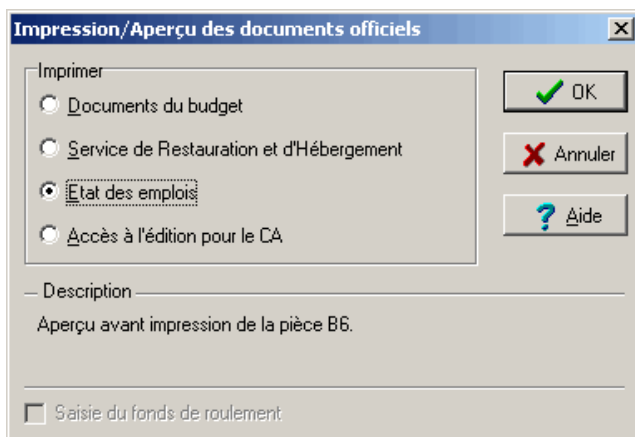 Impression/Aperçu des documents officiels
Imprimer
Documents du budget
Service de Restauration et d'Hébergement
Etat des emplois
Accès à l'édition pour le CA
OK
Annuler
Aide
Description
Aperçu avant impression de la pièce B6.
Saisie du fonds de roulement